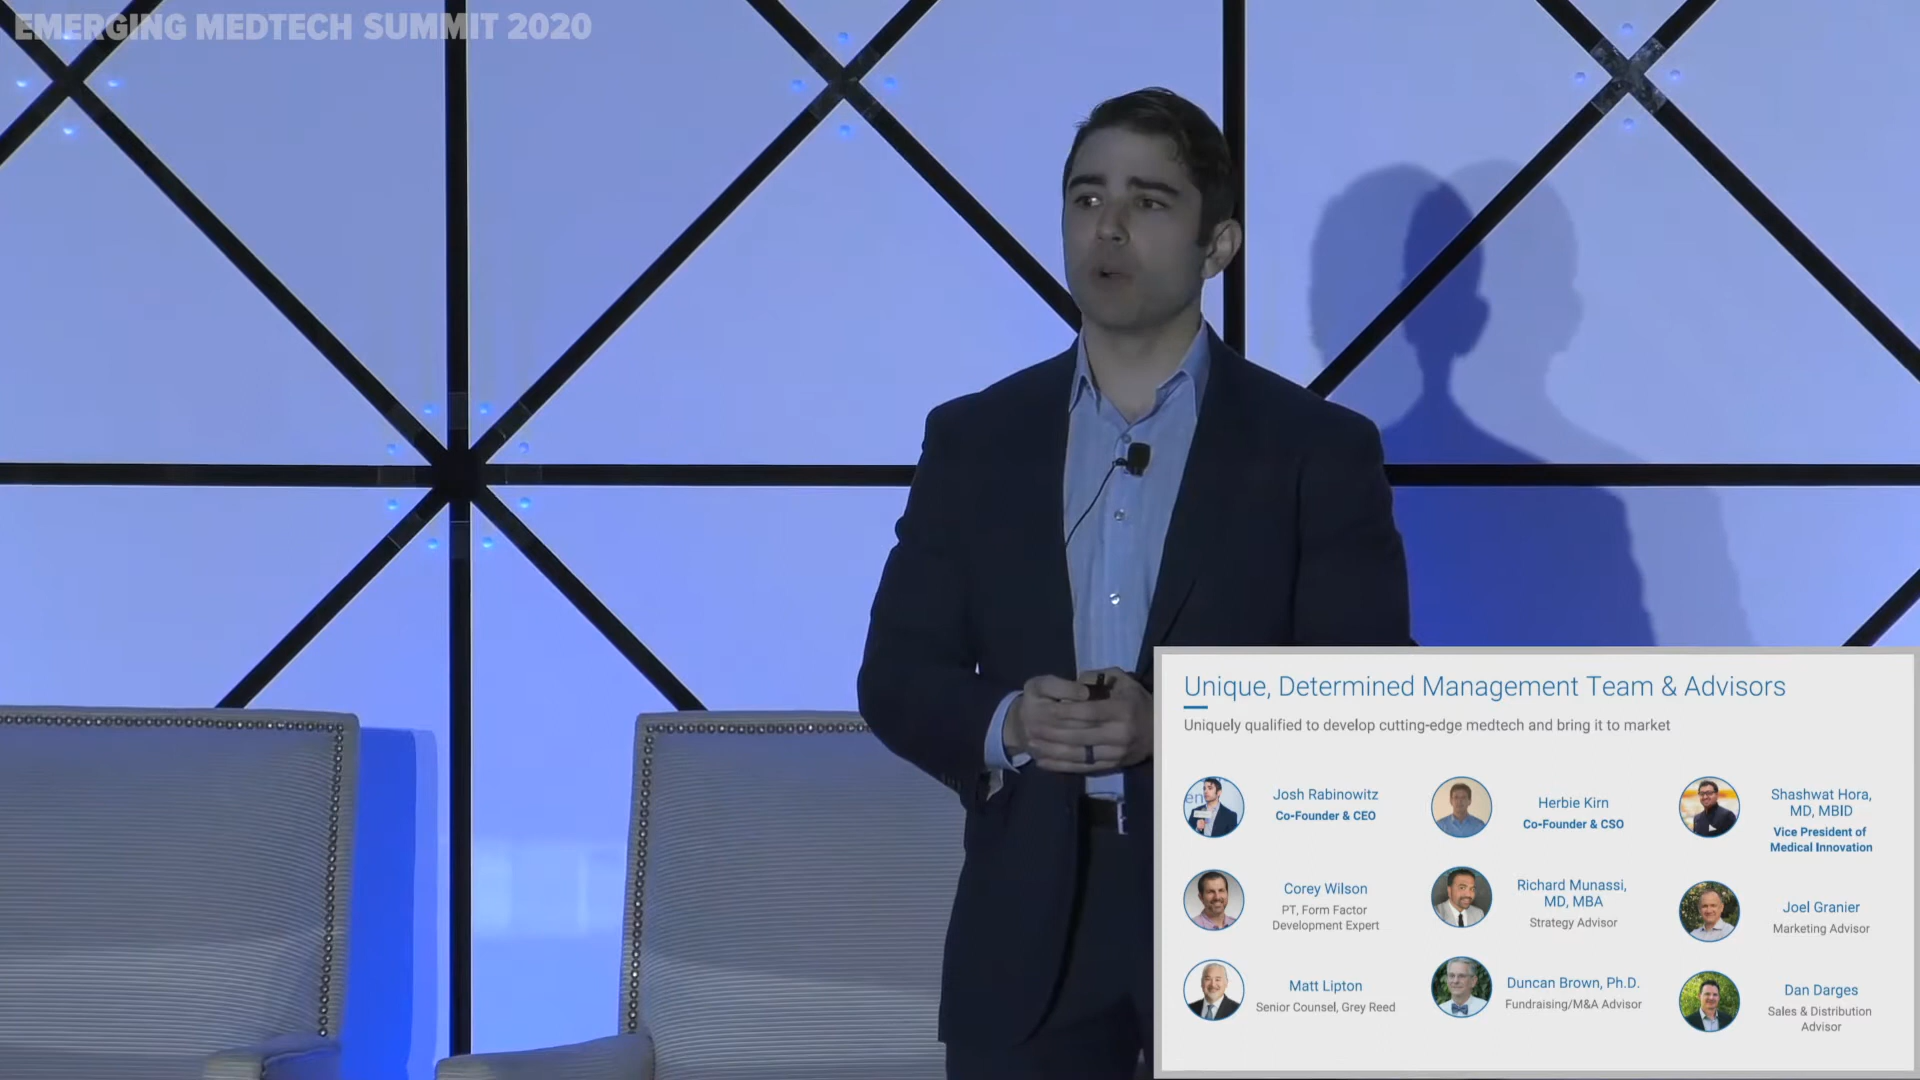 EMERGING MEDTECH SUMMIT 2020
Unique, Determined Management Team & Advisors
Uniquely qualified to develop cutting-edge medtech and bring it to market
Josh Rabinowitz
Co-Founder & CEO
Herbie Kirn
Co-Founder & CSO
Shashwat Hora,
MD, MBID
Vice President of
Medical Innovation
Corey Wilson
PT, Form Factor
Development Expert
Richard Munassi,
MD, MBA
Strategy Advisor
Joel Granier
Marketing Advisor
Matt Lipton
Senior Counsel, Grey Reed
Duncan Brown, Ph.D.
Fundraising/M&A Advisor
Dan Darges
Sales & Distribution
Advisor